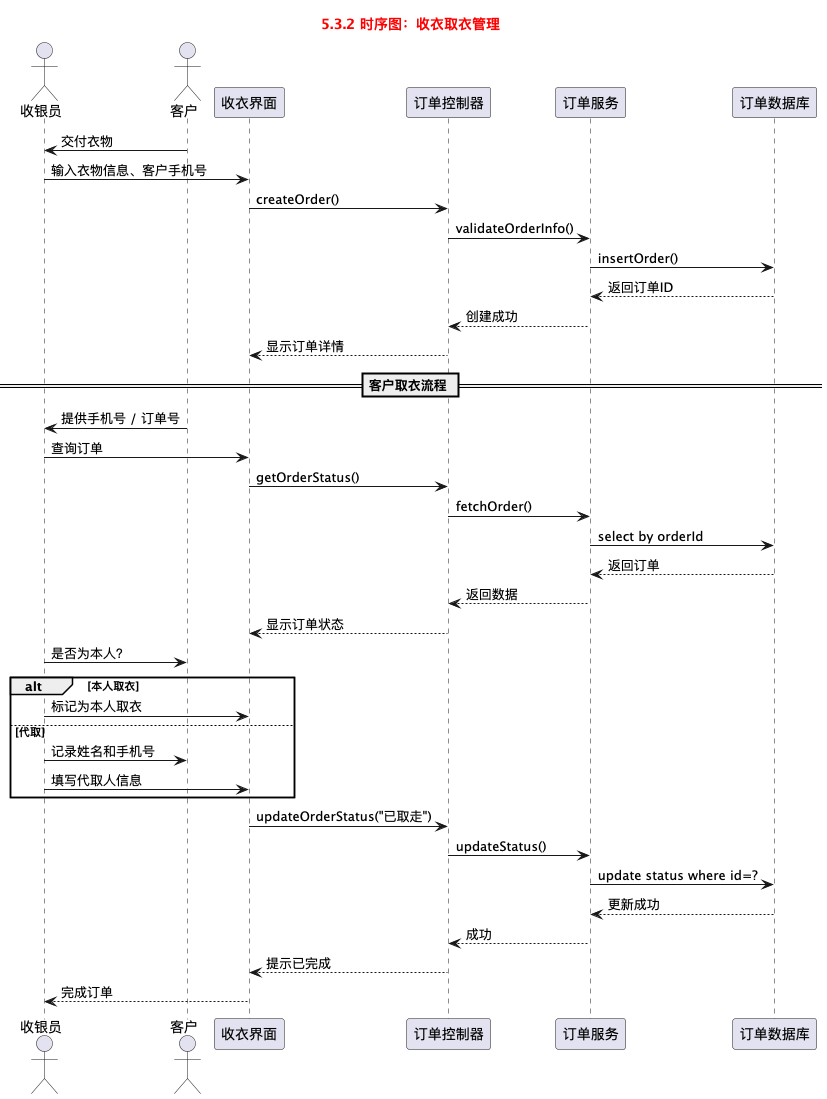 5.3.2 时序图：收衣取衣管理
收银员
客户
收衣界面
订单控制器
订单服务
订单数据库
交付衣物
输入衣物信息、客户手机号
createOrder()
validateOrderInfo()
insertOrder()
返回订单ID
创建成功
显示订单详情
客户取衣流程
提供手机号 / 订单号
查询订单
getOrderStatus()
fetchOrder()
select by orderId
返回订单
返回数据
显示订单状态
是否为本人?
alt [本人取衣]
标记为本人取衣
[代取]
记录姓名和手机号
填写代取人信息
updateOrderStatus("已取走")
updateStatus()
update status where id=?
更新成功
成功
提示已完成
完成订单
收银员
客户
收衣界面
订单控制器
订单服务
订单数据库